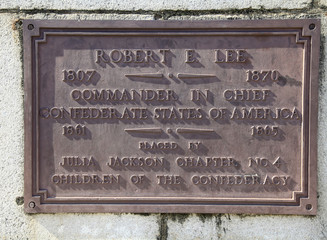 ROBERT E. LEE
1807 1870
COMMANDER IN CHIEF
CONFEDERATE STATES OF AMERICA
1861 1865
PLACED BY
JULIA JACKSON CHAPTER NO. 4
CHILDREN OF THE CONFEDERACY